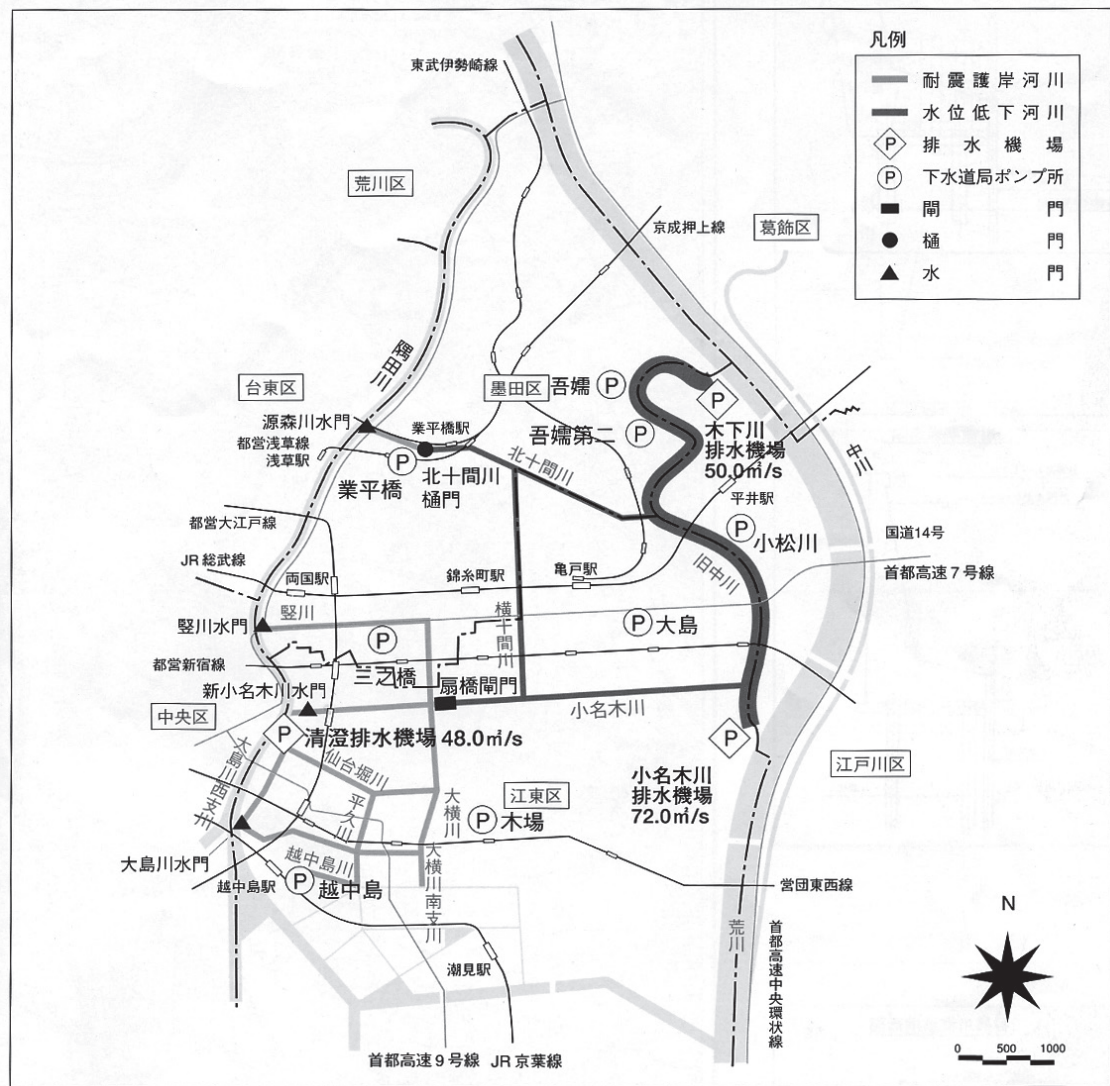 東武伊勢崎線
凡例
耐震護岸河川
水位低下河川
P 排水機場
P 下水道局ポンプ所
閘門
樋門
水門
荒川区
京成押上線
葛飾区
隅田川
台東区
墨田区
吾嬬 P
源森川水門
業平橋駅
都営浅草線
浅草駅
P
業平橋
北十間川
樋門
北十間川
吾嬬第二 P
P
木下川
排水機場
50.0㎥/s
平井駅
中川
都営大江戸線
P
小松川
国道14号
首都高速7号線
JR総武線
両国駅
錦糸町駅
亀戸駅
旧中川
竪川
竪川水門
横十間川
P 大島
P
三之橋
都営新宿線
新小名木川水門
扇橋閘門
小名木川
中央区
P
清澄排水機場 48.0㎥/s
P
小名木川
排水機場
72.0㎥/s
江戸川区
大島川西支川
仙台堀川
平久川
大横川
江東区
P 木場
大島川水門
越中島川
越中島駅
P 越中島
大横川南支川
営団東西線
荒川
首都高速中央環状線
潮見駅
首都高速9号線
JR京葉線
N
0 500 1000